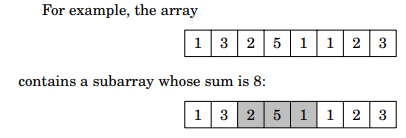 For example, the array
1 3 2 5 1 1 2 3
contains a subarray whose sum is 8:
1 3 2 5 1 1 2 3